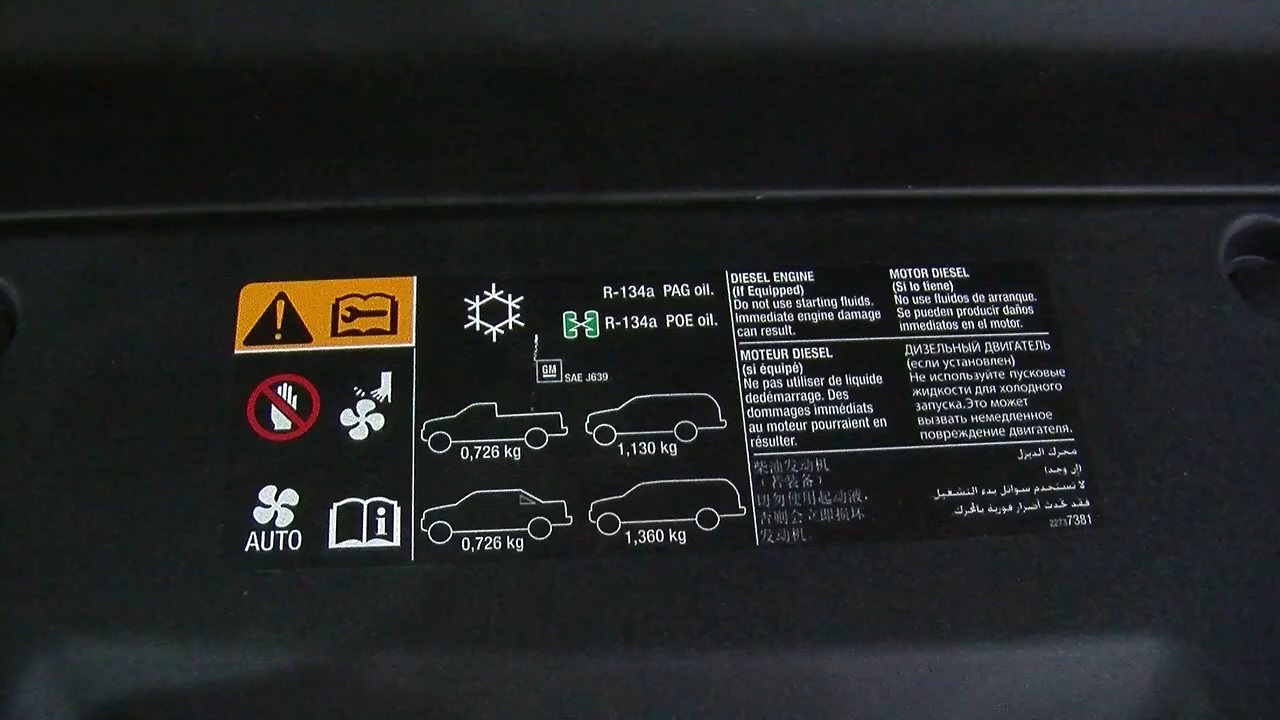 AUTO
R-134a PAG oil.
R-134a POE oil.
GM
SAE J639
0,726 kg
1,130 kg
0,726 kg
1,360 kg
DIESEL ENGINE
(If Equipped)
Do not use starting fluids.
Immediate engine damage
can result.
MOTOR DIESEL
(Si lo tiene)
No use fluidos de arranque.
Se pueden producir daños
inmediatos en el motor.
MOTEUR DIESEL
(si équipé)
Ne pas utiliser de liquide
dedémarrage. Des
dommages immédiats
au moteur pourraient en
résulter.
ДИЗЕЛЬНЫЙ ДВИГАТЕЛЬ
(если установлен)
Не используйте пусковые
жидкости для холодного
запуска.Это может
вызвать немедленное
повреждение двигателя.
柴油发动机
（若装备）
切勿使用起动液，
否则会立即损坏
发动机.
محرك الديزل
(إن وجد)
لا تستخدم سوائل بدء التشغيل
فقد تحدث أضرار فورية بالمحرك.
22737381